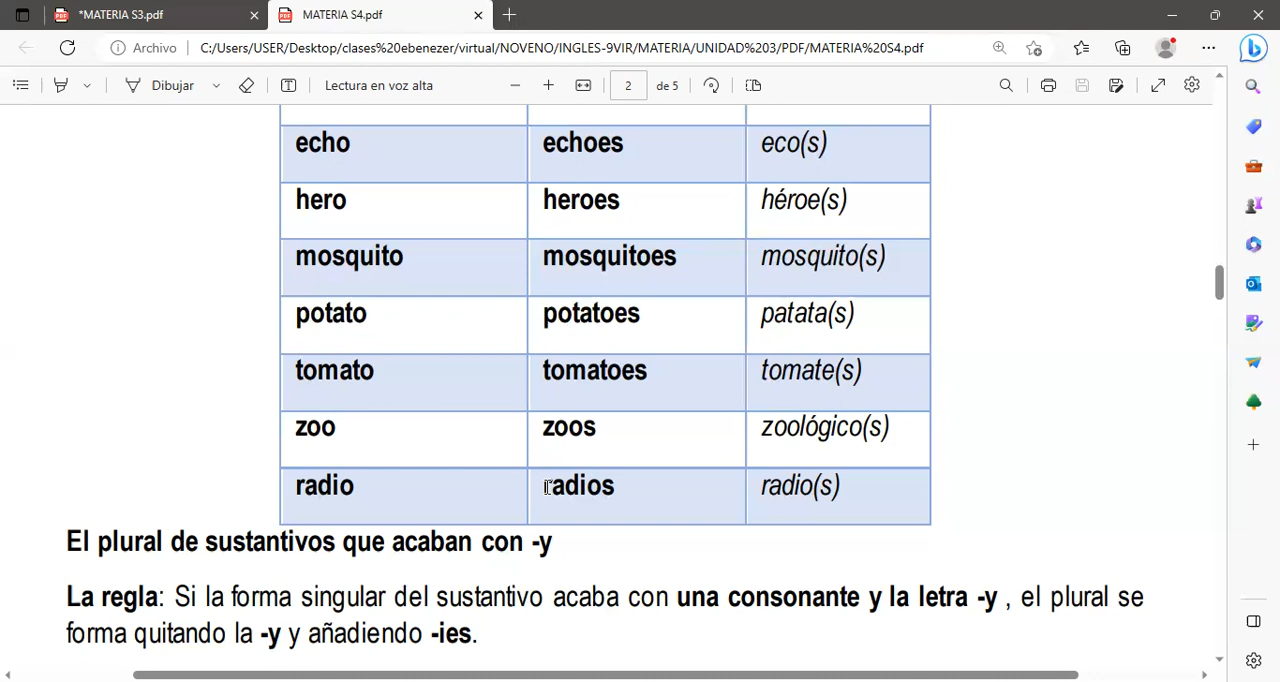 *MATERIA S3.pdf
MATERIA S4.pdf
Archivo
C:/Users/USER/Desktop/clases%20ebenezer/virtual/NOVENO/INGLES-9VIR/MATERIA/UNIDAD%203/PDF/MATERIA%20S4.pdf
Dibujar
Lectura en voz alta
2
de 5
echo echoes eco(s)
hero heroes héroe(s)
mosquito mosquitoes mosquito(s)
potato potatoes patata(s)
tomato tomatoes tomate(s)
zoo zoos zoológico(s)
radio radios radio(s)
El plural de sustantivos que acaban con -y
La regla: Si la forma singular del sustantivo acaba con una consonante y la letra -y , el plural se
forma quitando la -y y añadiendo -ies.